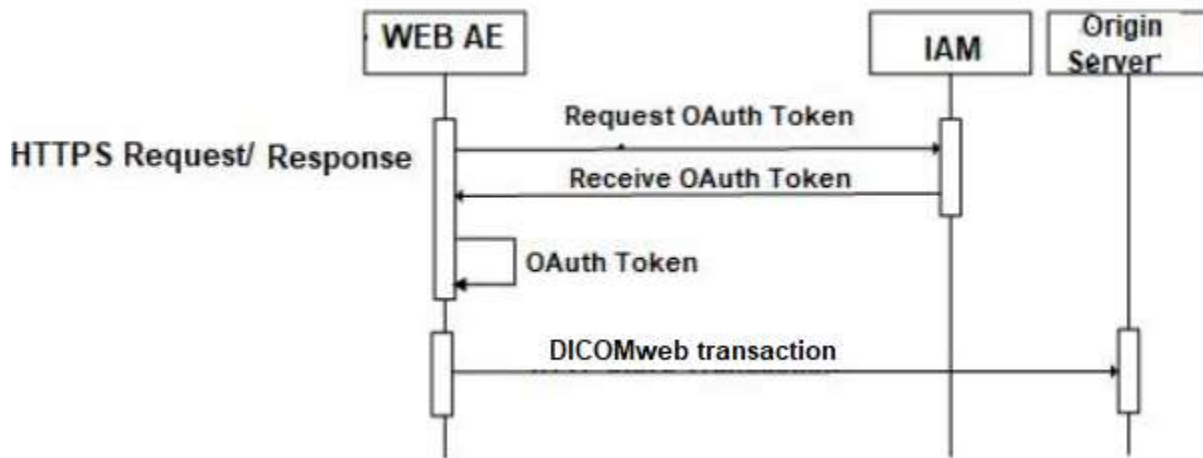 WEB AE
IAM
Origin
Server
Request OAuth Token
HTTPS Request/ Response
Receive OAuth Token
OAuth Token
DICOMweb transaction